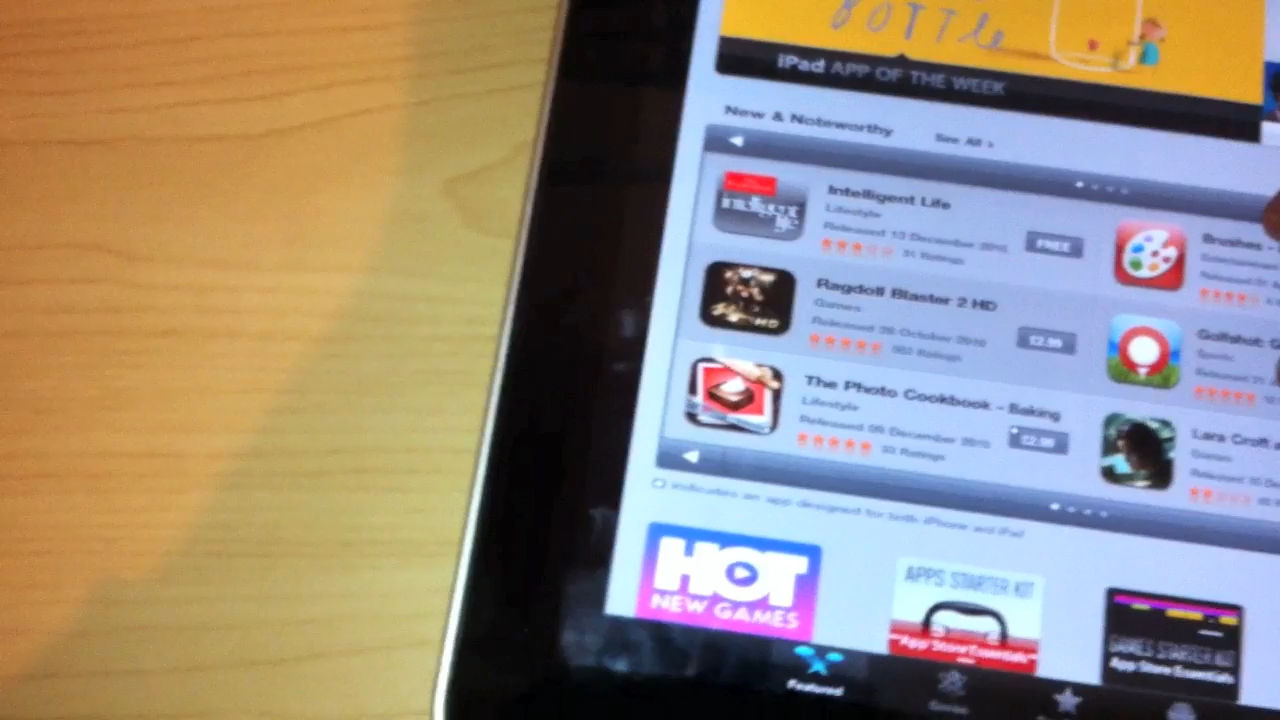 BOTTLE
iPad APP OF THE WEEK
New & Noteworthy
See All >
Intelligent Life
Lifestyle
Released 13 December 2010
31 Ratings
FREE
Brushes -
Entertainment
Released
Ragdoll Blaster 2 HD
Games
Released 26 October 2010
£2.99
Ratings
Golfshot: G
Sports
Released
The Photo Cookbook - Baking
Lifestyle
Released 09 December 2010
+ £2.99
33 Ratings
Lara Croft
Games
Released
+ indicates an app designed for both iPhone and iPad
HOT
NEW GAMES
APPS STARTER KIT
App Store Essentials
GAMES STARTER KIT
App Store Essentials
Featured
Genius